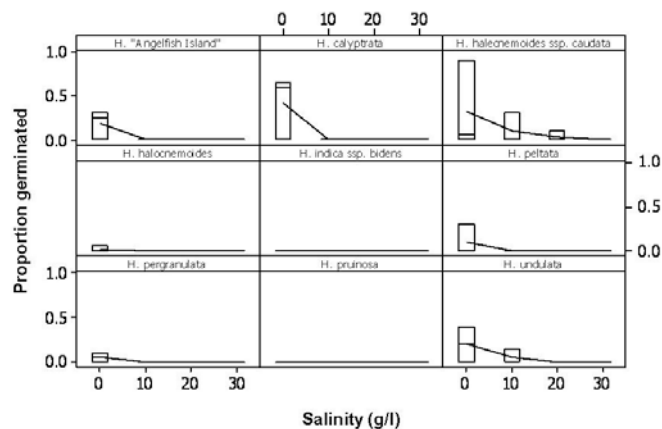 0 10 20 30
H. "Angelfish Island" H. calyptrata H. halecnemoides ssp. caudata
1.0
0.5
0.0
H. halocnemoides H. indica ssp. bidens H. peltata
1.0
0.5
0.0
H. pergranulata H. pruinosa H. undulata
1.0
0.5
0.0
0 10 20 30 0 10 20 30
Proportion germinated
Salinity (g/l)